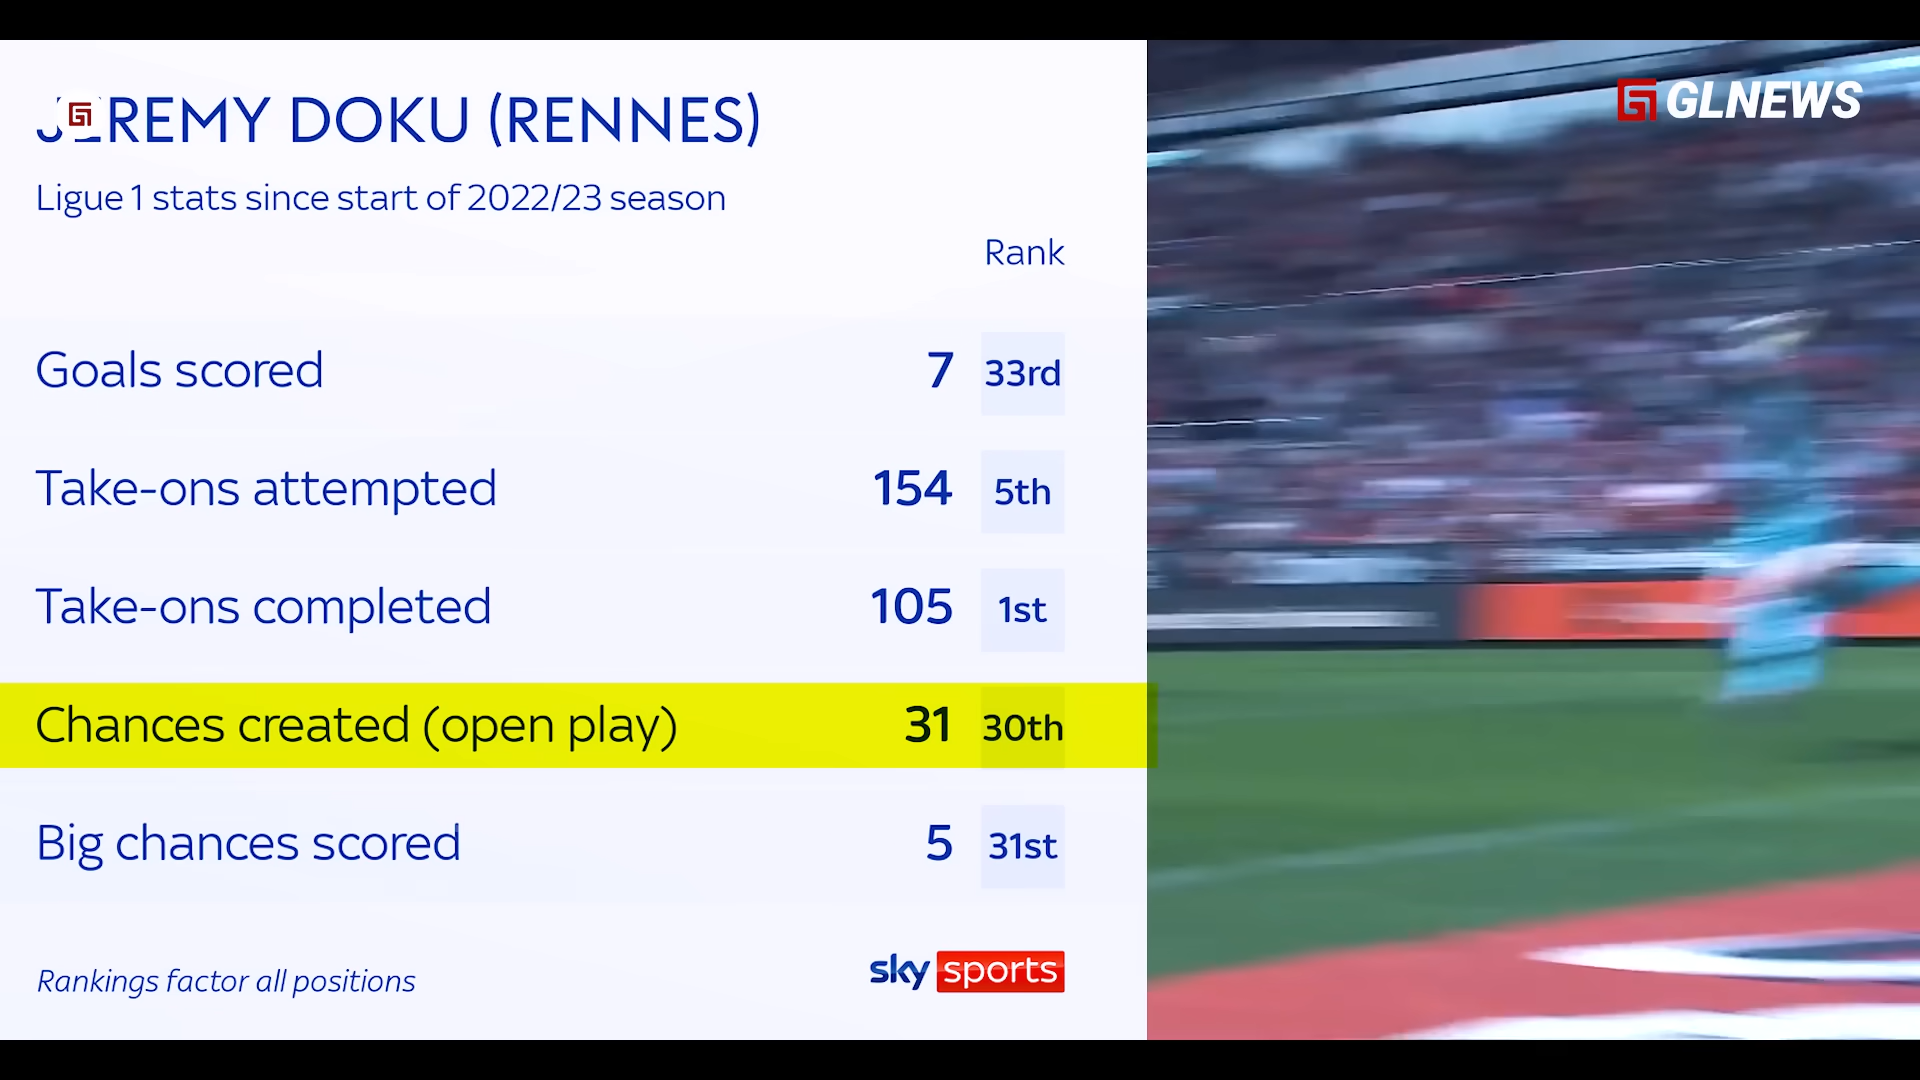 JEREMY DOKU (RENNES)
GLNEWS
Ligue 1 stats since start of 2022/23 season
Rank
Goals scored 7 33rd
Take-ons attempted 154 5th
Take-ons completed 105 1st
Chances created (open play) 31 30th
Big chances scored 5 31st
Rankings factor all positions
sky sports